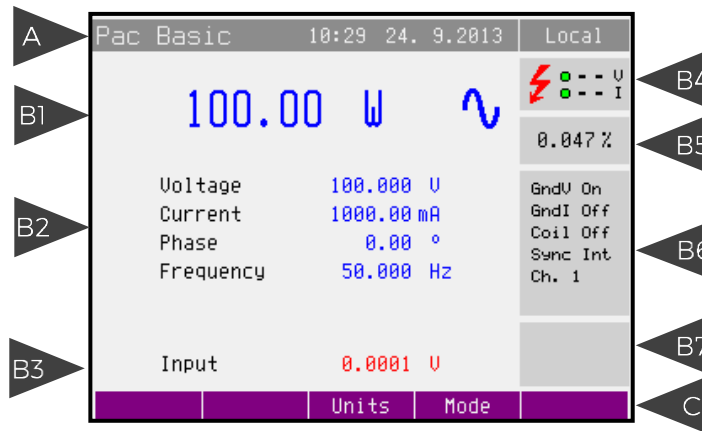 A
Pac Basic 10:29 24. 9.2013 Local
B1
100.00 W
-- V
-- I
B4
0.047 %
B5
B2
Voltage 100.000 V
Current 1000.00 mA
Phase 0.00 °
Frequency 50.000 Hz
GndV On
GndI Off
Coil Off
Sync Int
Ch. 1
B6
B3
Input 0.0001 V
B7
Units Mode
C